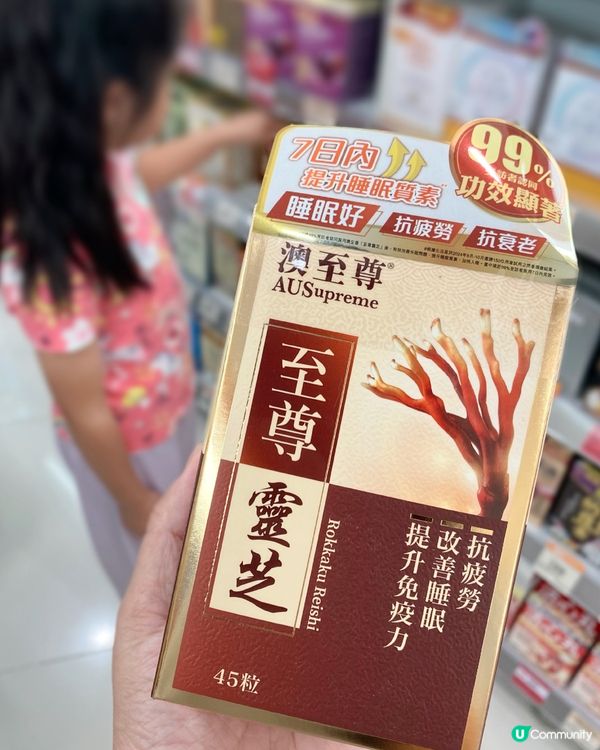 7日內
提升睡眠質素
99%
功效顯著
睡眠好 抗疲勞 抗衰老
澳至尊®
AUSupreme
至尊
靈芝
Rokkaku Reishi
抗疲勞
改善睡眠
提升免疫力
45粒
U Community